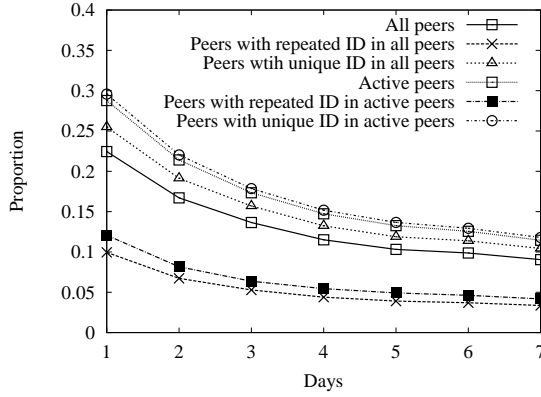 0.4
0.35
0.3
0.25
0.2
0.15
0.1
0.05
0
Proportion
All peers
Peers with repeated ID in all peers
Peers wtih unique ID in all peers
Active peers
Peers with repeated ID in active peers
Peers with unique ID in active peers
1 2 3 4 5 6 7
Days